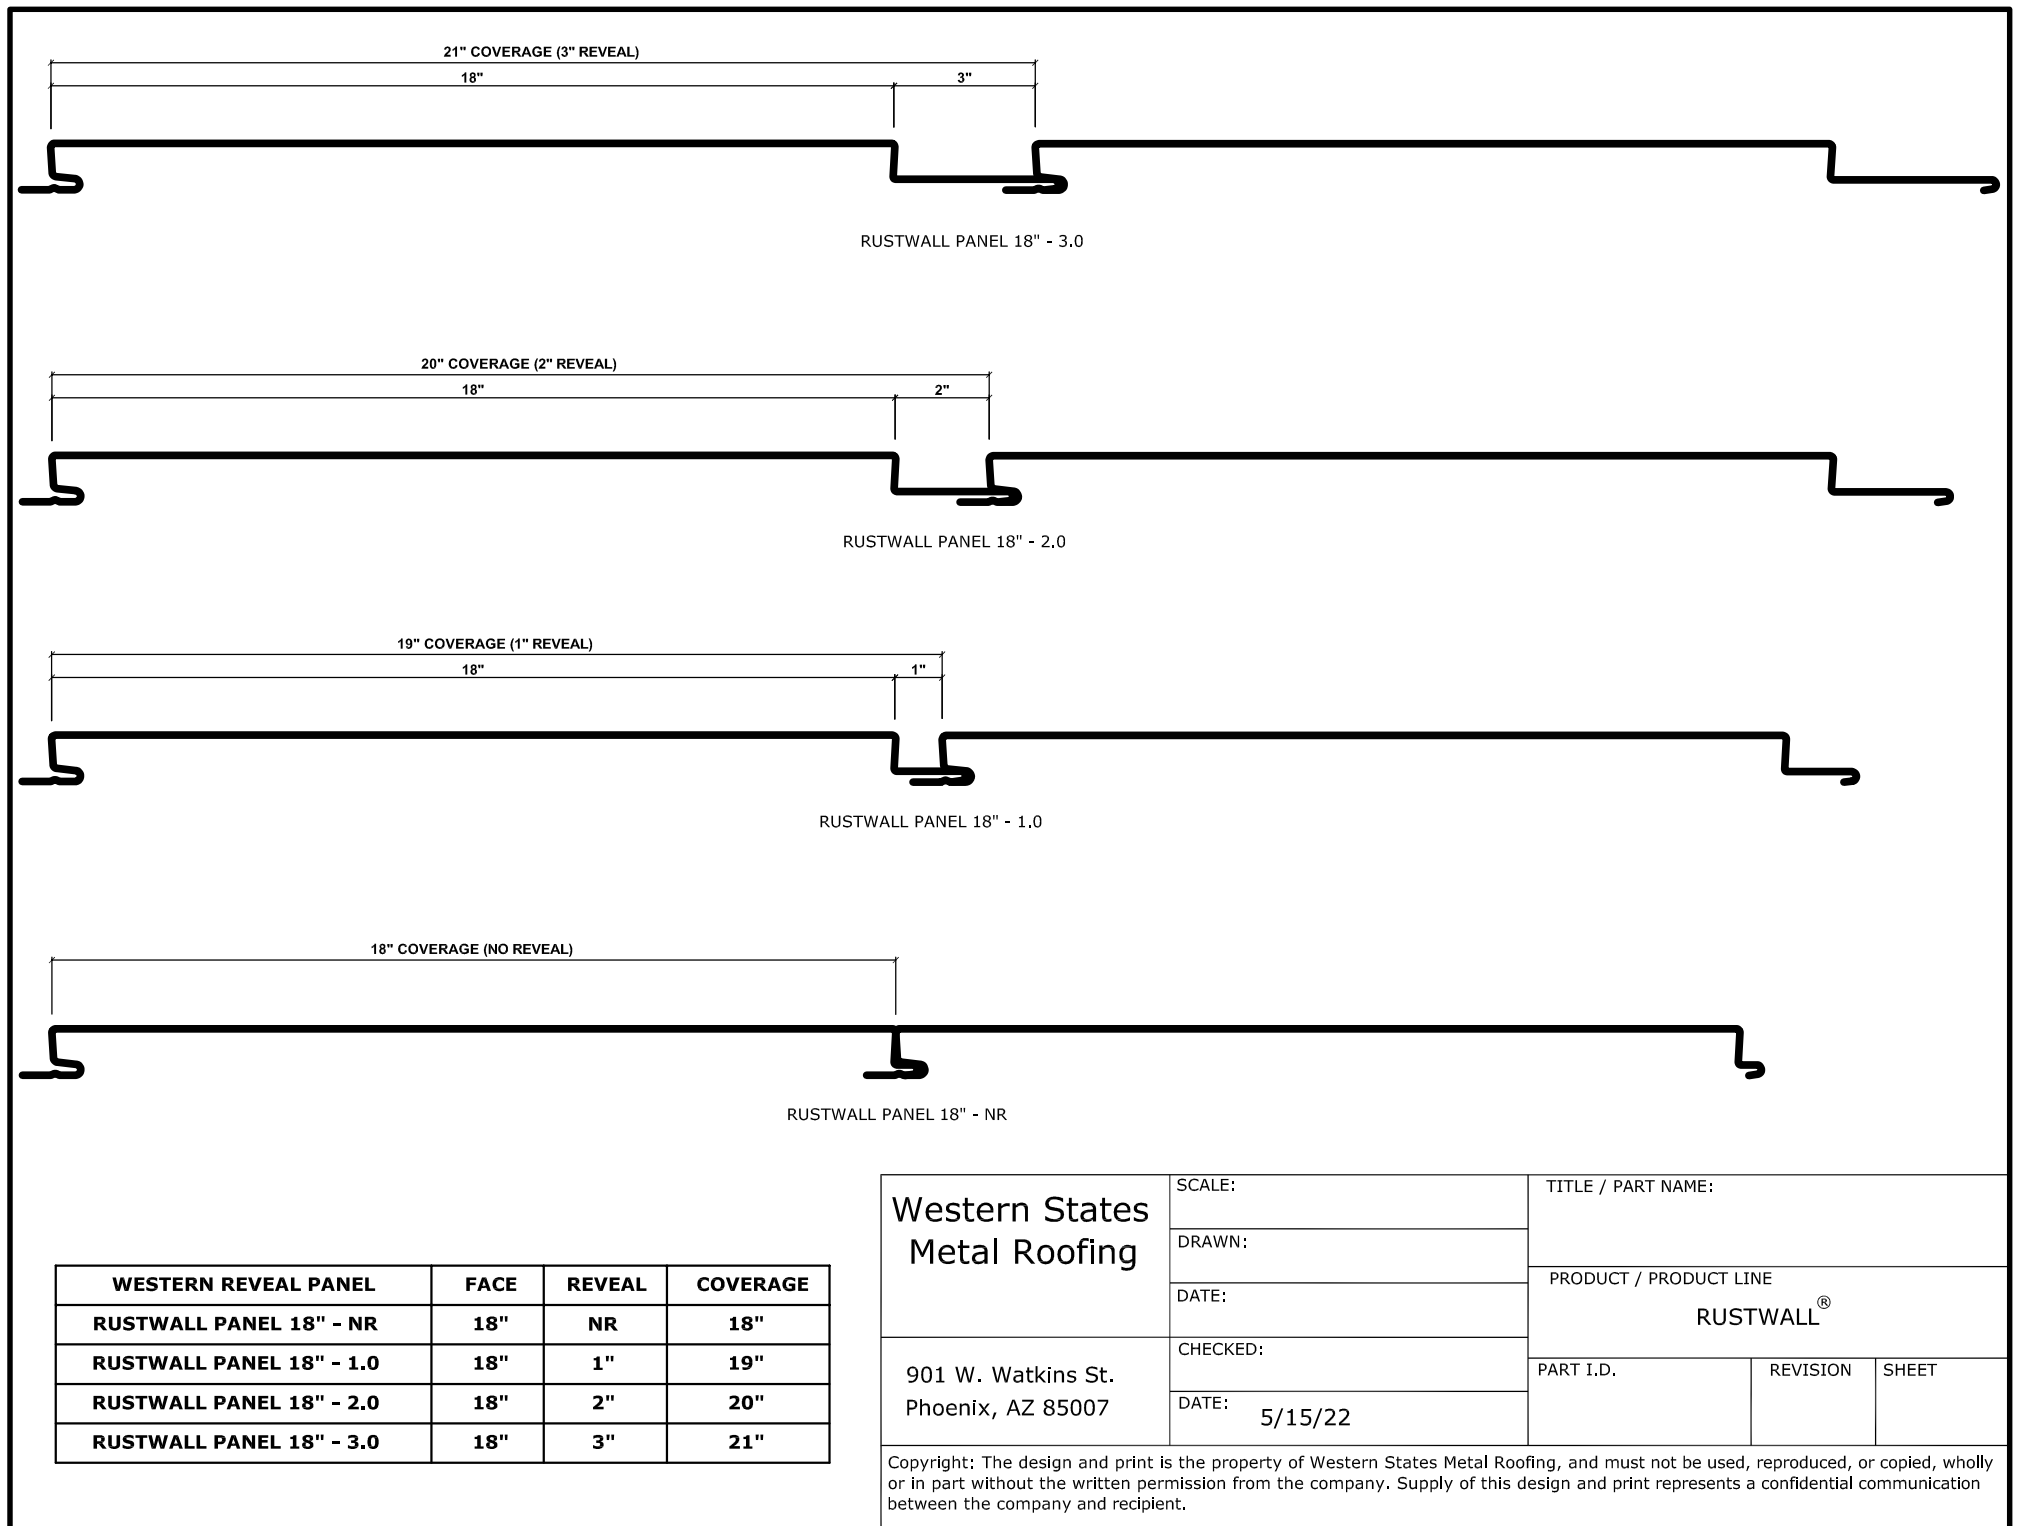 21" COVERAGE (3" REVEAL)
18" 3"
RUSTWALL PANEL 18" - 3.0
20" COVERAGE (2" REVEAL)
18" 2"
RUSTWALL PANEL 18" - 2.0
19" COVERAGE (1" REVEAL)
18" 1"
RUSTWALL PANEL 18" - 1.0
18" COVERAGE (NO REVEAL)
RUSTWALL PANEL 18" - NR
WESTERN REVEAL PANEL FACE REVEAL COVERAGE
RUSTWALL PANEL 18" - NR 18" NR 18"
RUSTWALL PANEL 18" - 1.0 18" 1" 19"
RUSTWALL PANEL 18" - 2.0 18" 2" 20"
RUSTWALL PANEL 18" - 3.0 18" 3" 21"
Western States
Metal Roofing
901 W. Watkins St.
Phoenix, AZ 85007
SCALE:
DRAWN:
DATE:
CHECKED:
DATE: 5/15/22
TITLE / PART NAME:
PRODUCT / PRODUCT LINE
RUSTWALL®
PART I.D. REVISION SHEET
Copyright: The design and print is the property of Western States Metal Roofing, and must not be used, reproduced, or copied, wholly
or in part without the written permission from the company. Supply of this design and print represents a confidential communication
between the company and recipient.